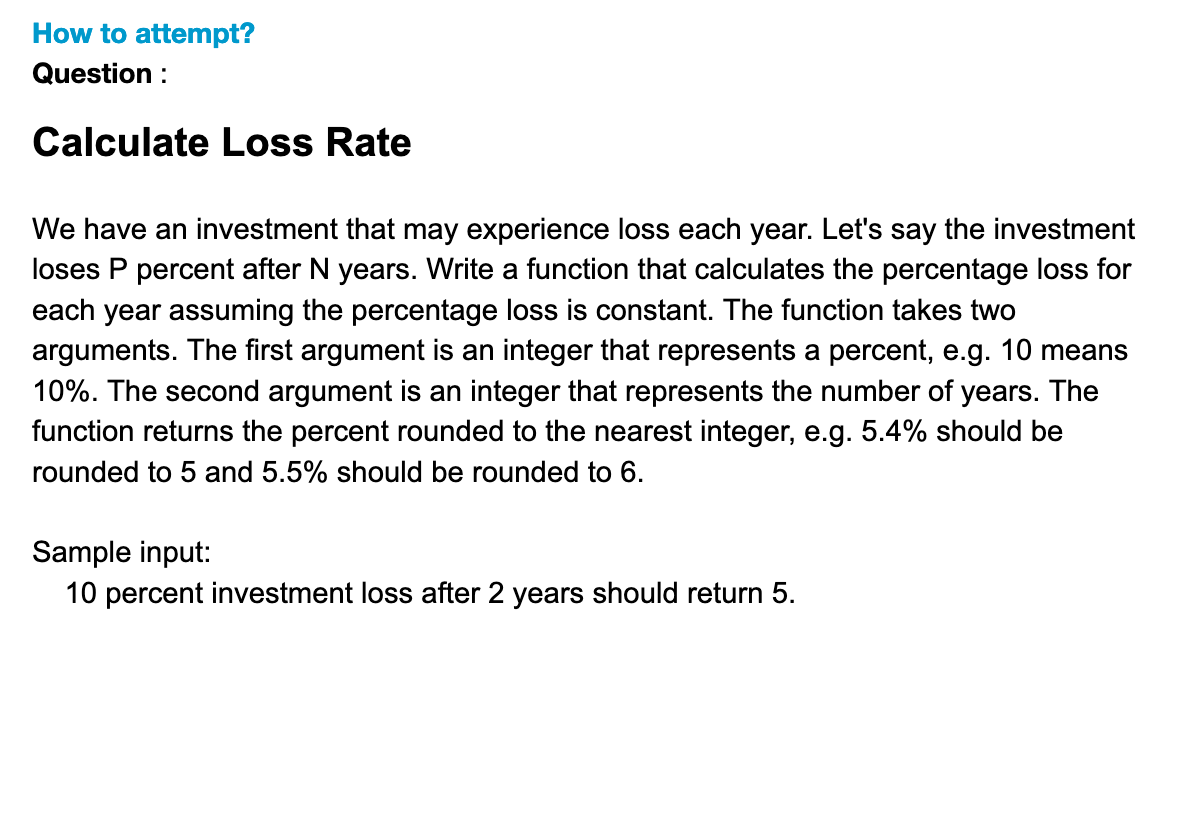 How to attempt?
Question :
Calculate Loss Rate
We have an investment that may experience loss each year. Let's say the investment
loses P percent after N years. Write a function that calculates the percentage loss for
each year assuming the percentage loss is constant. The function takes two
arguments. The first argument is an integer that represents a percent, e.g. 10 means
10%. The second argument is an integer that represents the number of years. The
function returns the percent rounded to the nearest integer, e.g. 5.4% should be
rounded to 5 and 5.5% should be rounded to 6.
Sample input:
10 percent investment loss after 2 years should return 5.